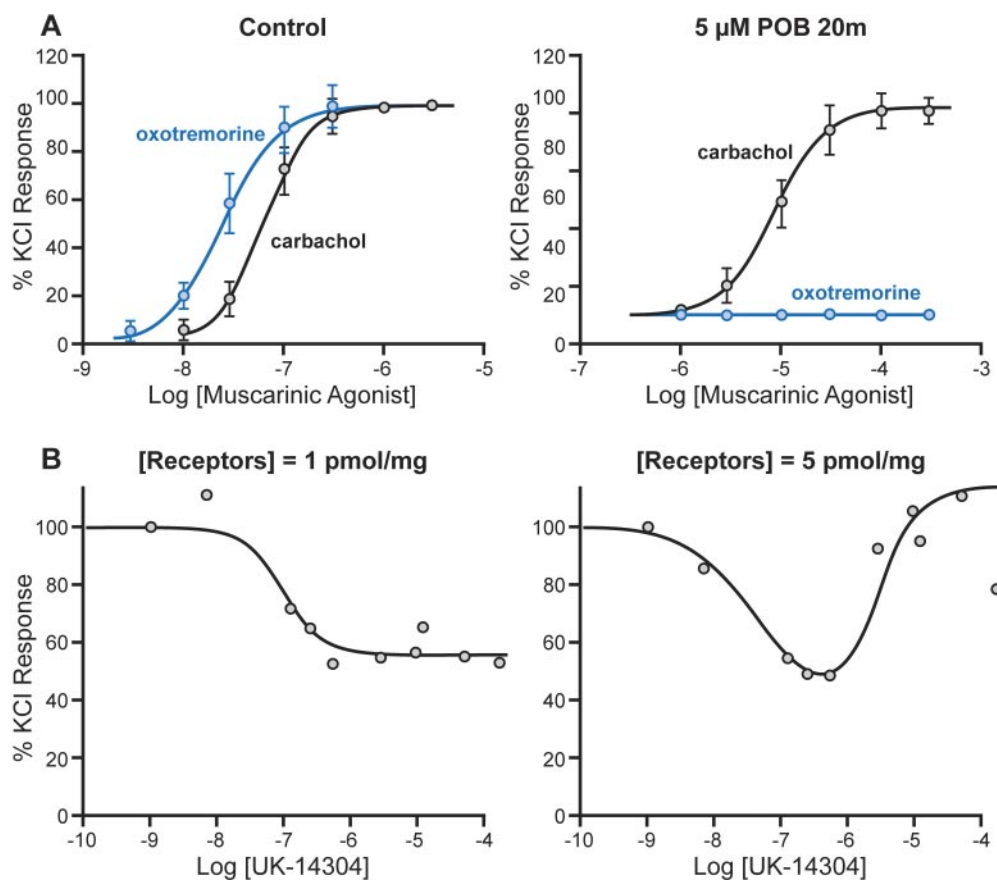 A
Control
5 µM POB 20m
% KCl Response
120
100
80
60
40
20
0
oxotremorine
carbachol
-9
-8
-7
-6
-5
Log [Muscarinic Agonist]
% KCl Response
120
100
80
60
40
20
0
carbachol
oxotremorine
-7
-6
-5
-4
-3
Log [Muscarinic Agonist]
B
[Receptors] = 1 pmol/mg
[Receptors] = 5 pmol/mg
% KCl Response
100
80
60
40
20
0
-10
-9
-8
-7
-6
-5
-4
Log [UK-14304]
% KCl Response
100
80
60
40
20
0
-10
-9
-8
-7
-6
-5
-4
Log [UK-14304]